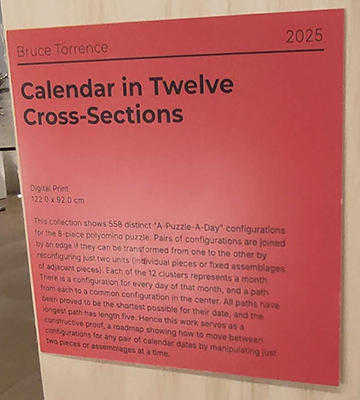 Bruce Torrence
2025
Calendar in Twelve
Cross-Sections
Digital Print
122.0 x 92.0 cm
This collection shows 558 distinct "A-Puzzle-A-Day" configurations
for the 8-piece polyomino puzzle. Pairs of configurations are joined
by an edge if they can be transformed from one to the other by
reconfiguring just two units (individual pieces or fixed assemblages
of adjacent pieces). Each of the 12 clusters represents a month.
There is a configuration for every day of that month, and a path
from each to a common configuration in the center. All paths have
been proved to be the shortest possible for their date, and the
longest path has length five. Hence this work serves as a
constructive proof, a roadmap showing how to move between
configurations for any pair of calendar dates by manipulating just
two pieces or assemblages at a time.